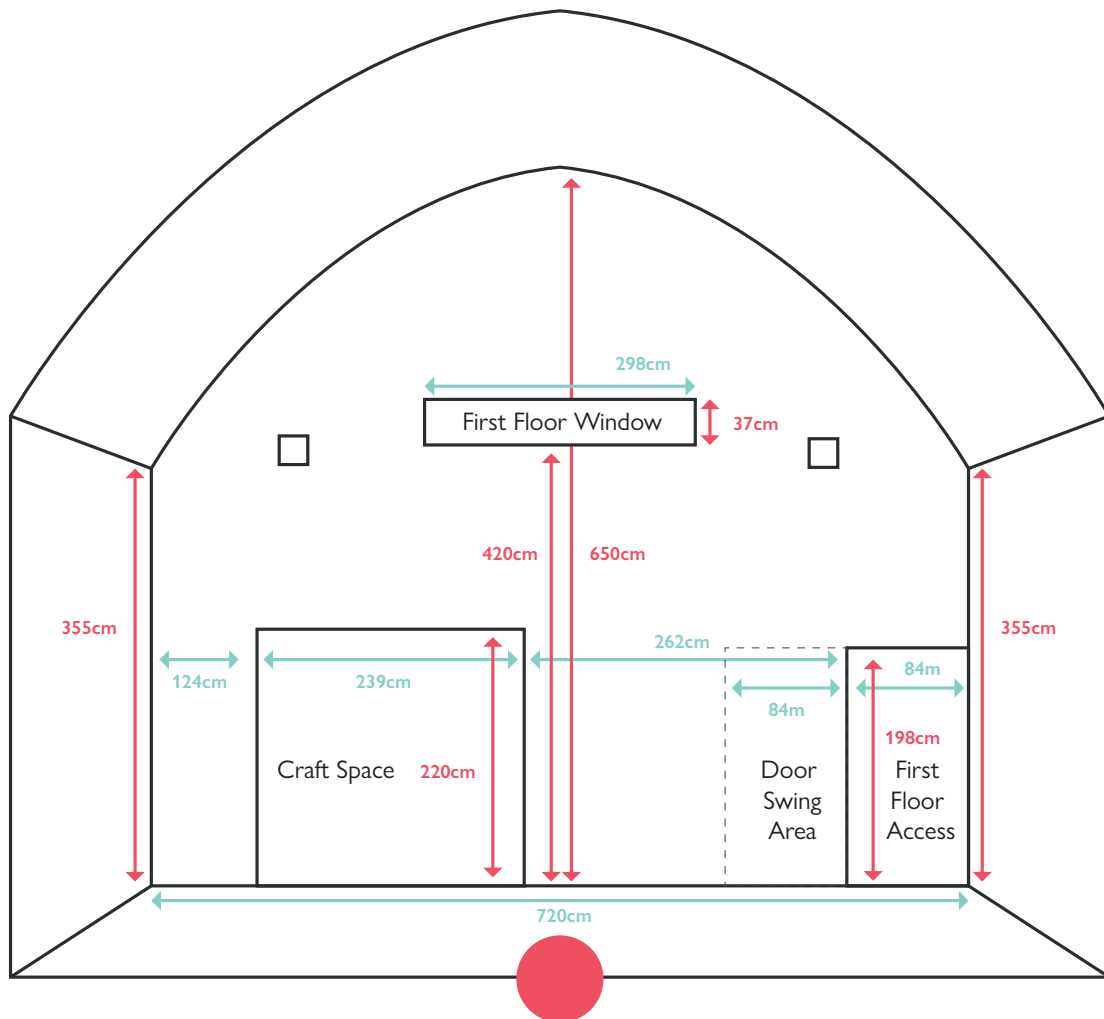 298cm
First Floor Window
37cm
420cm
650cm
355cm
262cm
355cm
124cm
239cm
84m
84m
198cm
Craft Space
220cm
Door
Swing
Area
First
Floor
Access
720cm